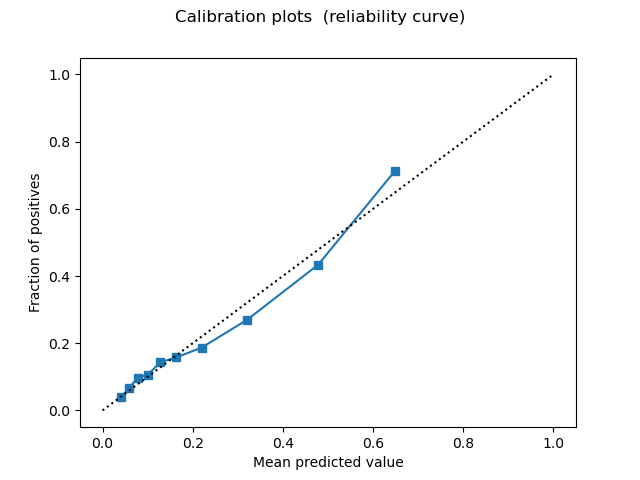 Calibration plots  (reliability curve)
1.0
0.8
0.6
0.4
0.2
0.0
Fraction of positives
0.0 0.2 0.4 0.6 0.8 1.0
Mean predicted value